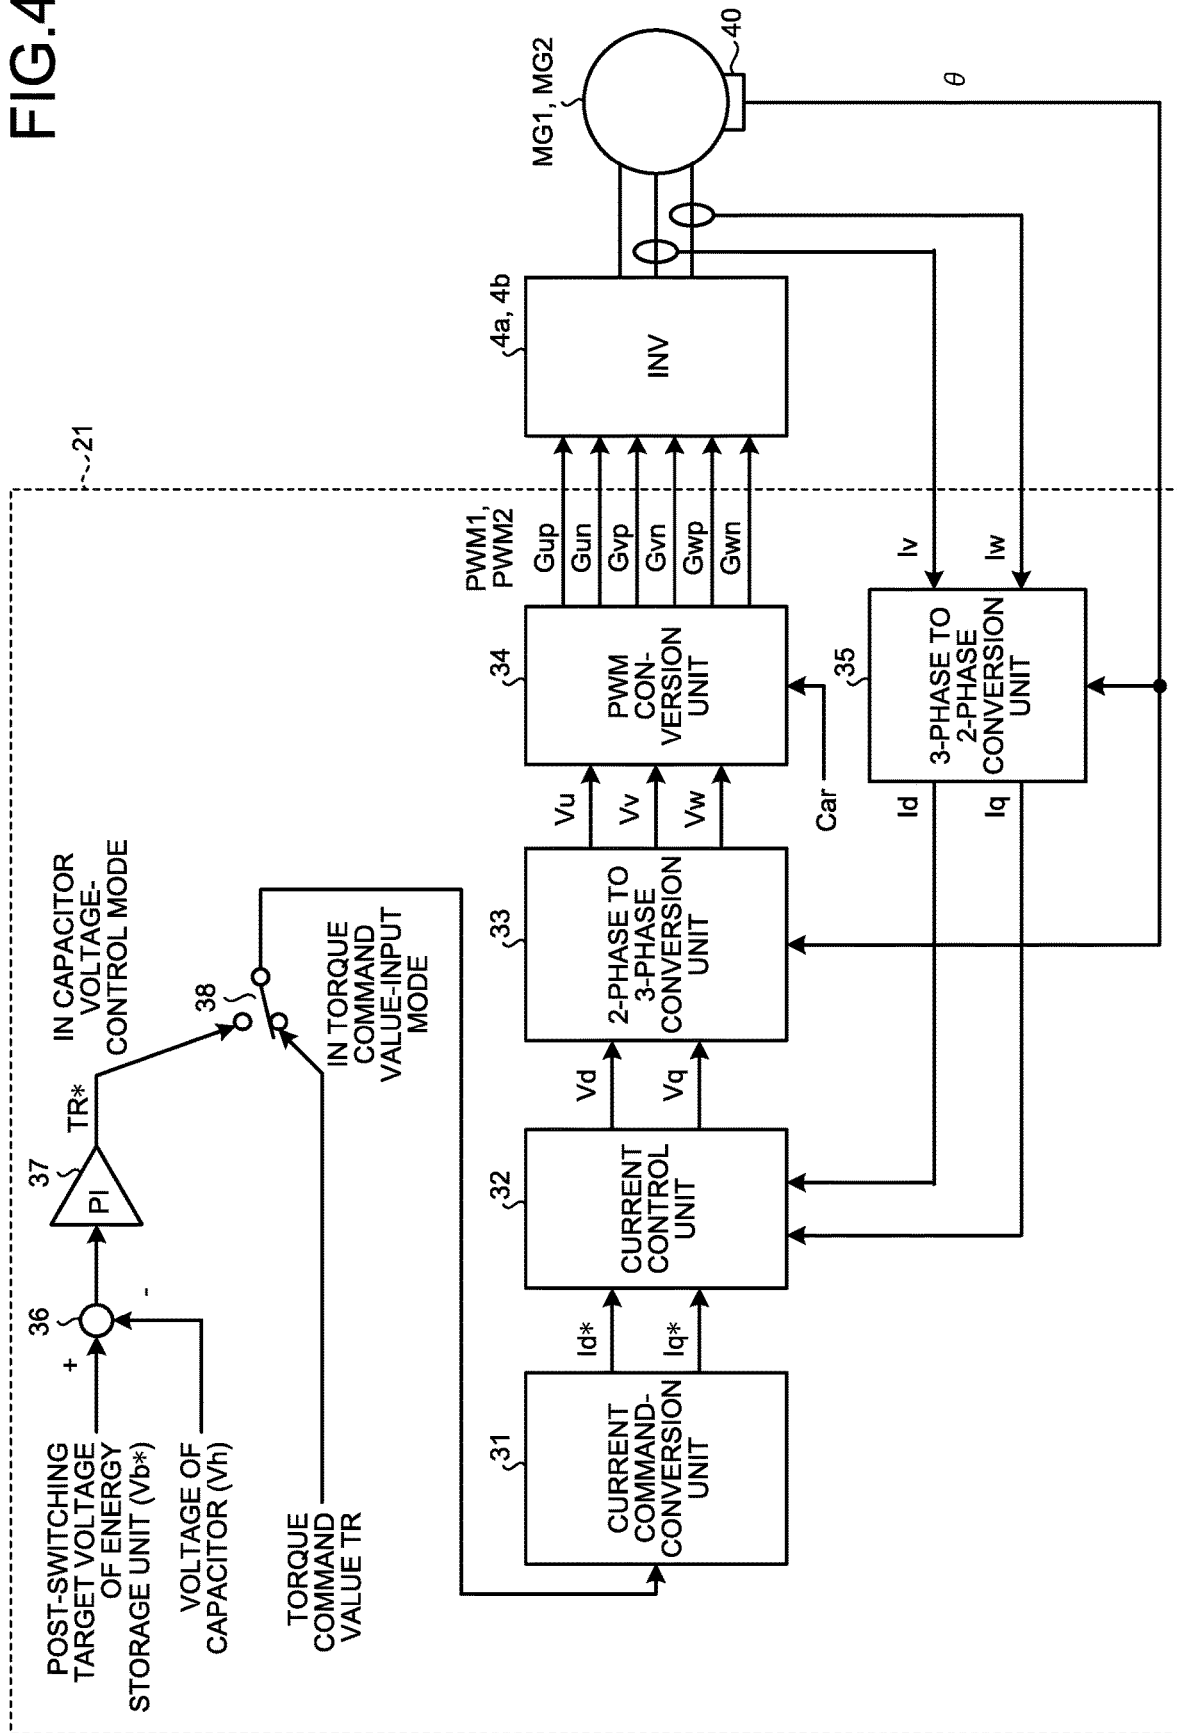 FIG.4
21
POST-SWITCHING
TARGET VOLTAGE
OF ENERGY
STORAGE UNIT (Vb*)
VOLTAGE OF
CAPACITOR (Vh)
TORQUE
COMMAND
VALUE TR
+
-
36
37
PI
TR*
IN CAPACITOR
VOLTAGE-
CONTROL MODE
38
IN TORQUE
COMMAND
VALUE-INPUT
MODE
31
CURRENT
COMMAND-
CONVERSION
UNIT
Id*
Iq*
32
CURRENT
CONTROL
UNIT
Vd
Vq
33
2-PHASE TO
3-PHASE
CONVERSION
UNIT
Vu
Vv
Vw
34
PWM
CON-
VERSION
UNIT
Car
PWM1,
PWM2
Gup
Gun
Gvp
Gvn
Gwp
Gwn
4a, 4b
INV
MG1, MG2
40
θ
35
3-PHASE TO
2-PHASE
CONVERSION
UNIT
Id
Iq
Iv
Iw